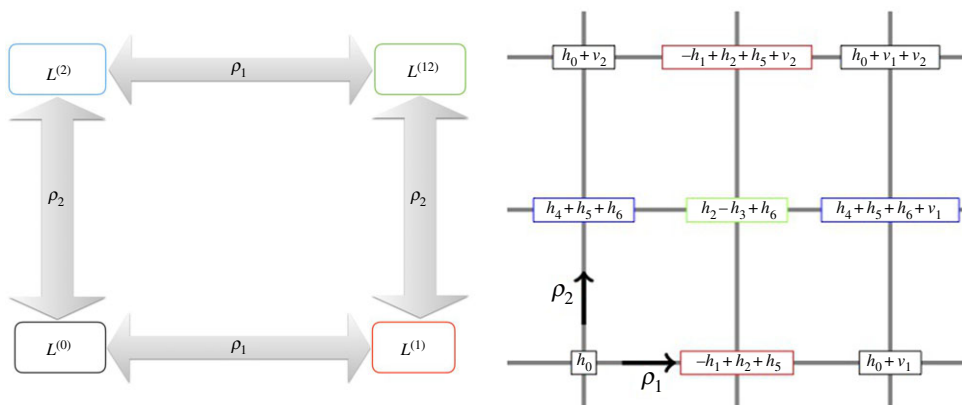 L⁽²⁾ ρ₁ L⁽¹²⁾
ρ₂ ρ₂
L⁽⁰⁾ ρ₁ L⁽¹⁾
h₀ + v₂ −h₁ + h₂ + h₅ + v₂ h₀ + v₁ + v₂
h₄ + h₅ + h₆ h₂ − h₃ + h₆ h₄ + h₅ + h₆ + v₁
ρ₂
h₀ −h₁ + h₂ + h₅ h₀ + v₁
ρ₁